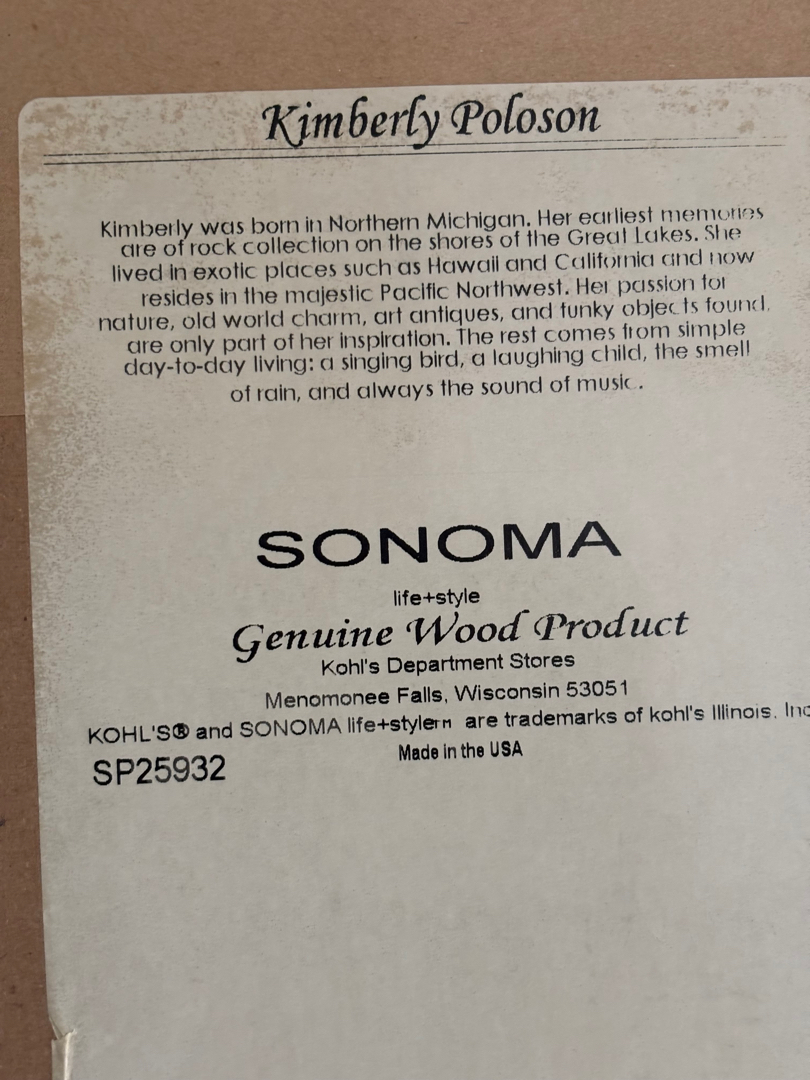 Kimberly Poloson
Kimberly was born in Northern Michigan. Her earliest memories
are of rock collection on the shores of the Great Lakes. She
lived in exotic places such as Hawaii and California and now
resides in the majestic Pacific Northwest. Her passion for
nature, old world charm, art antiques, and funky objects found,
are only part of her inspiration. The rest comes from simple
day-to-day living: a singing bird, a laughing child, the smell
of rain, and always the sound of music.
SONOMA
life+style
Genuine Wood Product
Kohl's Department Stores
Menomonee Falls, Wisconsin 53051
KOHL'S® and SONOMA life+style™ are trademarks of kohl's Illinois, Inc
Made in the USA
SP25932